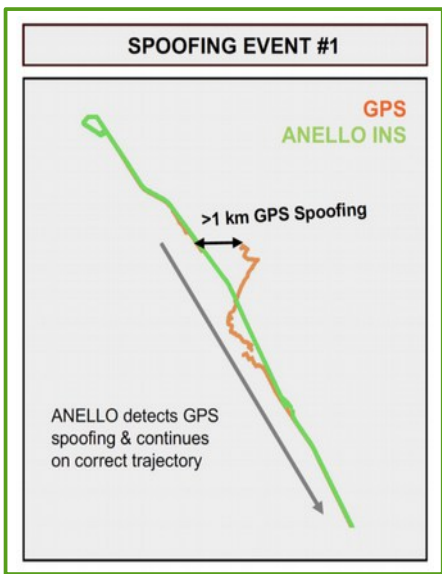 SPOOFING EVENT #1
GPS
ANELLO INS
>1 km GPS Spoofing
ANELLO detects GPS
spoofing & continues
on correct trajectory